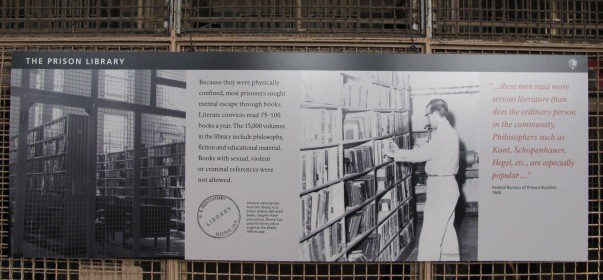 THE PRISON LIBRARY
Because they were physically
confined, most prisoners sought
mental escape through books.
Literate convicts read 75-100
books a year. The 15,000 volumes
in the library include philosophy,
fiction and educational material.
Books with sexual, violent
or criminal references were
not allowed.
LIBRARY
"...these men read more
serious literature than
does the ordinary person
in the community.
Philosophers such as
Kant, Schopenhauer,
Hegel, etc., are especially
popular..."
Federal Bureau of Prisons Booklet,
1960